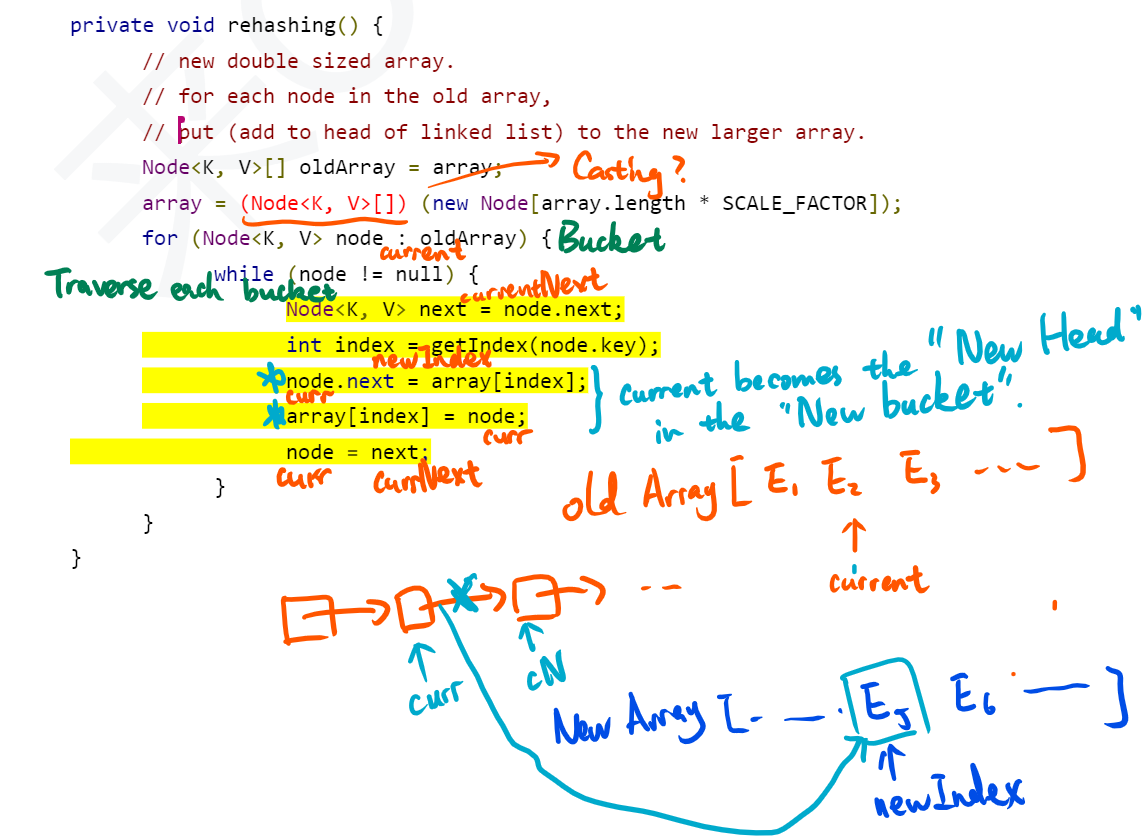 private void rehashing() {
// new double sized array.
// for each node in the old array,
// put (add to head of linked list) to the new larger array.
Node<K, V>[] oldArray = array;
Casting?
array = (Node<K, V>[]) (new Node[array.length * SCALE_FACTOR]);
for (Node<K, V> node : oldArray) { Bucket
current
while (node != null) {
Traverse each bucket
currentNext
Node<K, V> next = node.next;
int index = getIndex(node.key);
newIndex
*node.next = array[index];
curr
*array[index] = node;
curr
current becomes the "New Head"
in the "New bucket".
node = next;
curr currNext
}
}
}
old Array [ E1 E2 E3 ---- ]
current
--
curr
cN
New Array [- — . EJ E6 — ]
newIndex